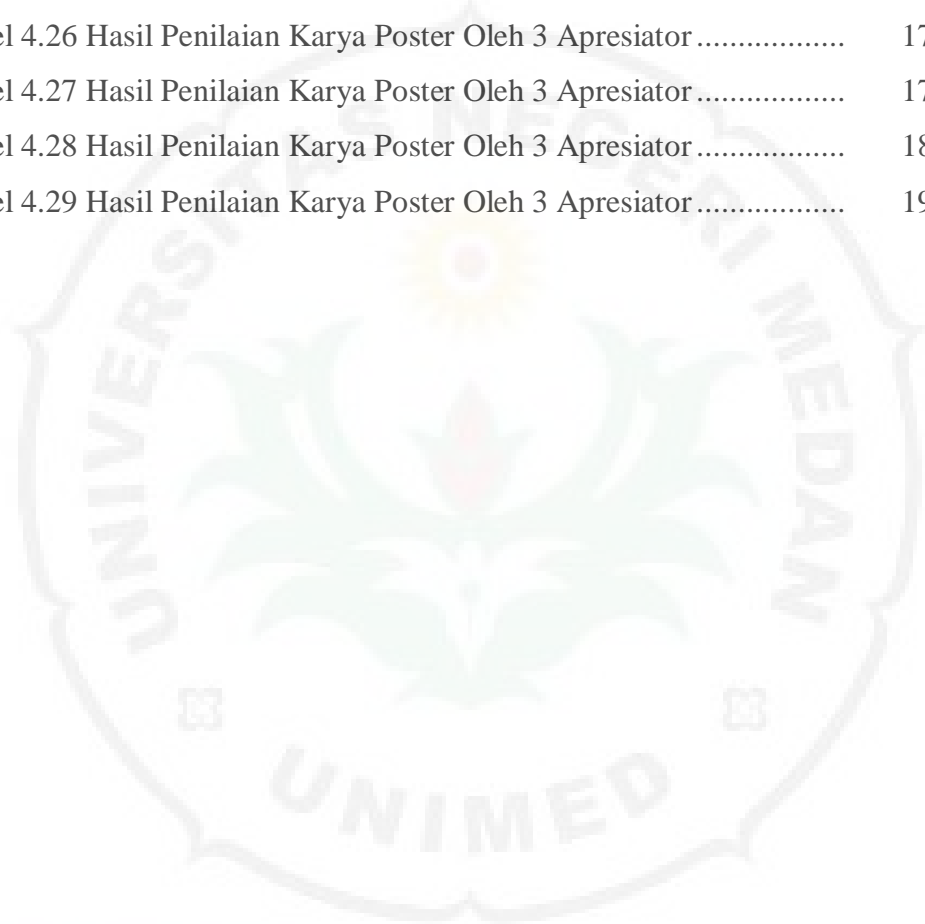 el 4.26 Hasil Penilaian Karya Poster Oleh 3 Apresiator .................. 17
el 4.27 Hasil Penilaian Karya Poster Oleh 3 Apresiator .................. 17
el 4.28 Hasil Penilaian Karya Poster Oleh 3 Apresiator .................. 18
el 4.29 Hasil Penilaian Karya Poster Oleh 3 Apresiator .................. 19
UNIVERSITAS NEGERI MEDAN
UNIMED